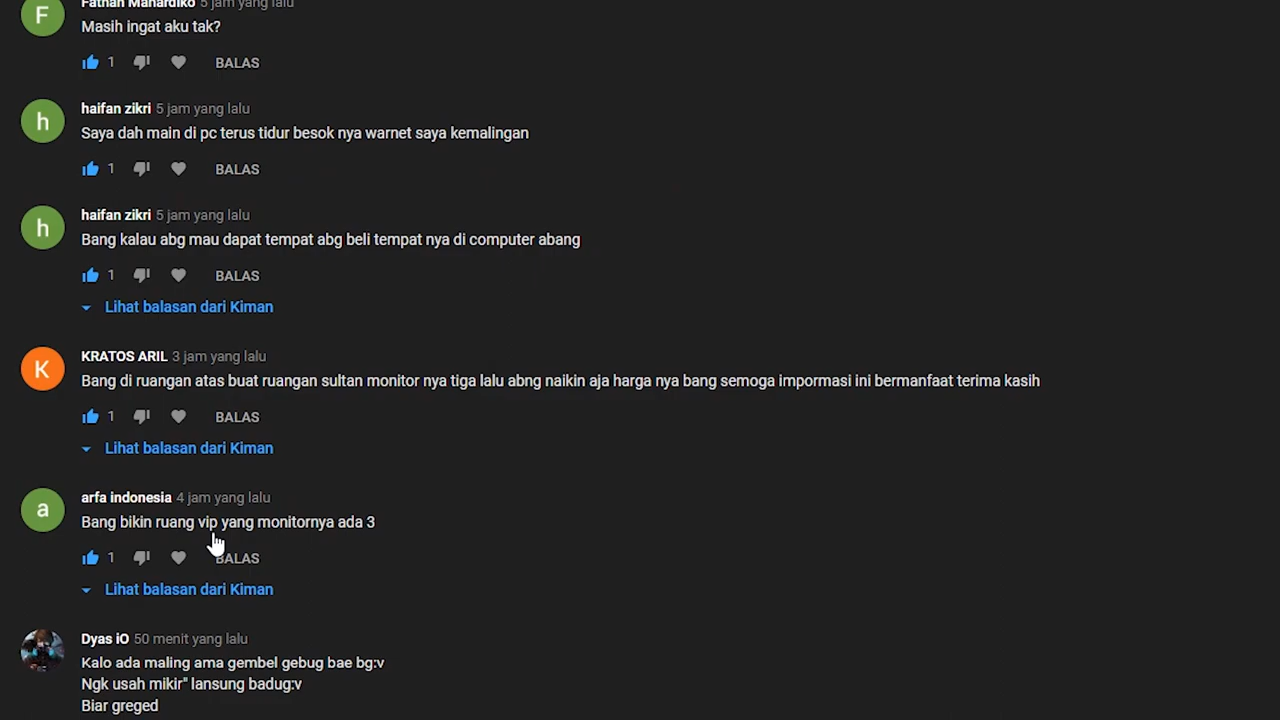 Fathan Mahardiko 5 jam yang lalu
Masih ingat aku tak?
1 BALAS
haifan zikri 5 jam yang lalu
Saya dah main di pc terus tidur besok nya warnet saya kemalingan
1 BALAS
haifan zikri 5 jam yang lalu
Bang kalau abg mau dapat tempat abg beli tempat nya di computer abang
1 BALAS
Lihat balasan dari Kiman
KRATOS ARIL 3 jam yang lalu
Bang di ruangan atas buat ruangan sultan monitor nya tiga lalu abng naikin aja harga nya bang semoga impormasi ini bermanfaat terima kasih
1 BALAS
Lihat balasan dari Kiman
arfa indonesia 4 jam yang lalu
Bang bikin ruang vip yang monitornya ada 3
1 BALAS
Lihat balasan dari Kiman
Dyas iO 50 menit yang lalu
Kalo ada maling ama gembel gebug bae bg:v
Ngk usah mikir" lansung badug:v
Biar greged
F
h
h
K
a